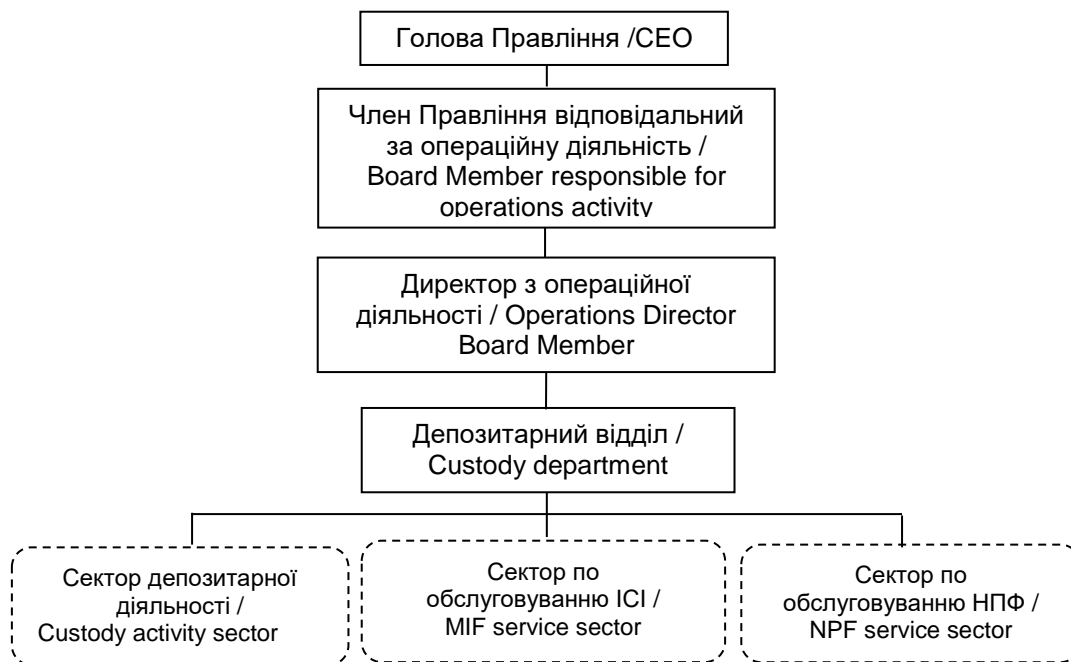 Голова Правління /CEO
Член Правління відповідальний
за операційну діяльність /
Board Member responsible for
operations activity
Директор з операційної
діяльності / Operations Director
Board Member
Депозитарний відділ /
Custody department
Сектор депозитарної
діяльності /
Custody activity sector
Сектор по
обслуговуванню ІСІ /
MIF service sector
Сектор по
обслуговуванню НПФ /
NPF service sector